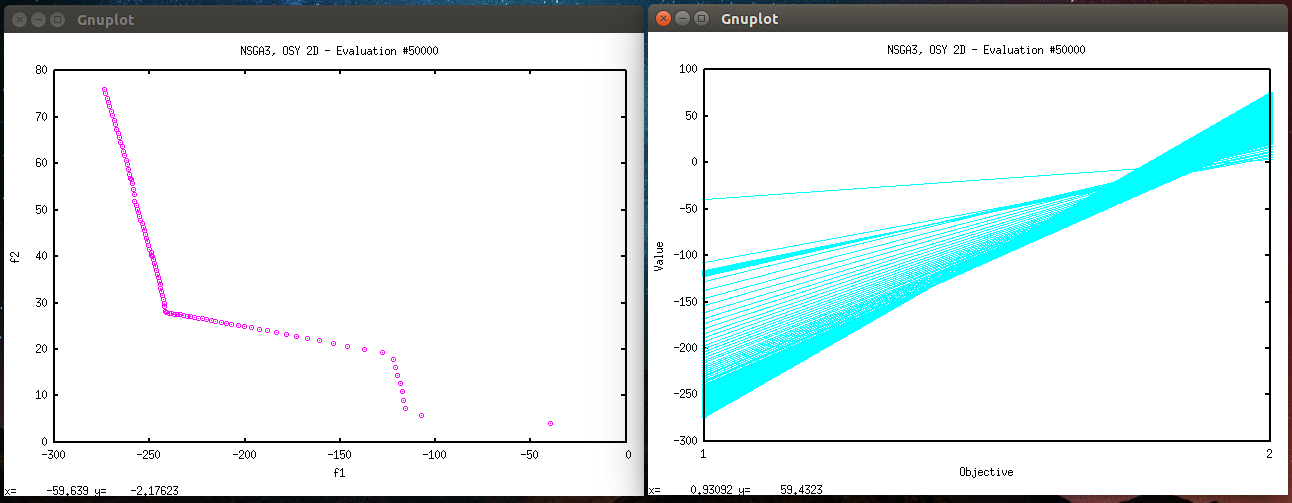 Gnuplot
NSGA3, OSY 2D - Evaluation #50000
80
70
60
50
40
30
20
10
0
f2
-300 -250 -200 -150 -100 -50 0
f1
x= -59.639 y= -2.17623
Gnuplot
NSGA3, OSY 2D - Evaluation #50000
100
50
0
-50
-100
-150
-200
-250
-300
Value
1 2
Objective
x= 0.93092 y= 59.4323